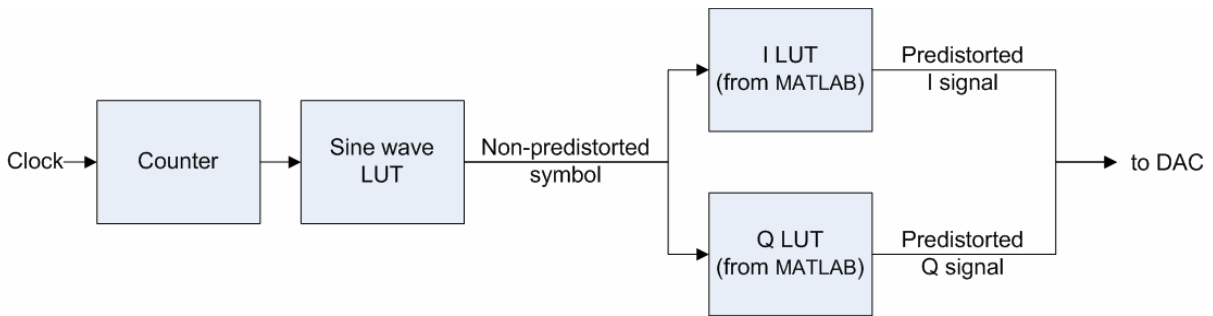 Clock
Counter
Sine wave
LUT
Non-predistorted
symbol
I LUT
(from MATLAB)
Predistorted
I signal
Q LUT
(from MATLAB)
Predistorted
Q signal
to DAC